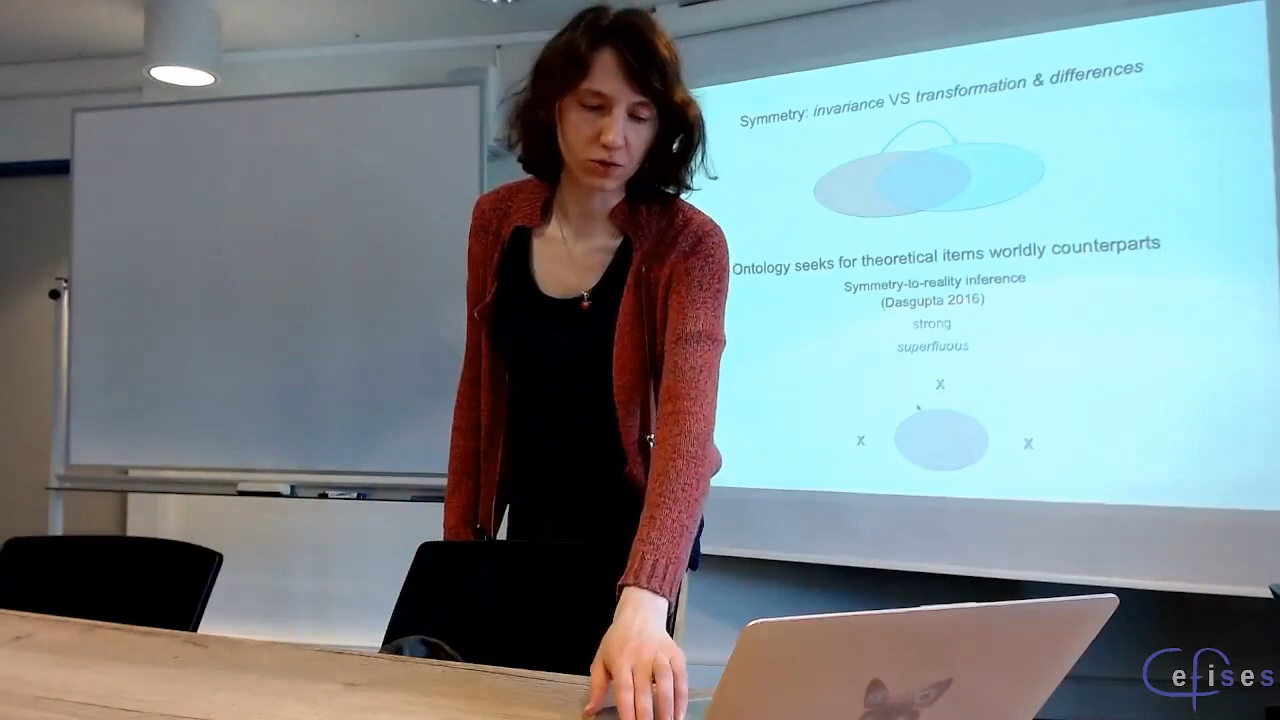 Symmetry: invariance VS transformation & differences
Ontology seeks for theoretical items worldly counterparts
Symmetry-to-reality inference
(Dasgupta 2016)
strong
superfluous
X
X
X
Cefises